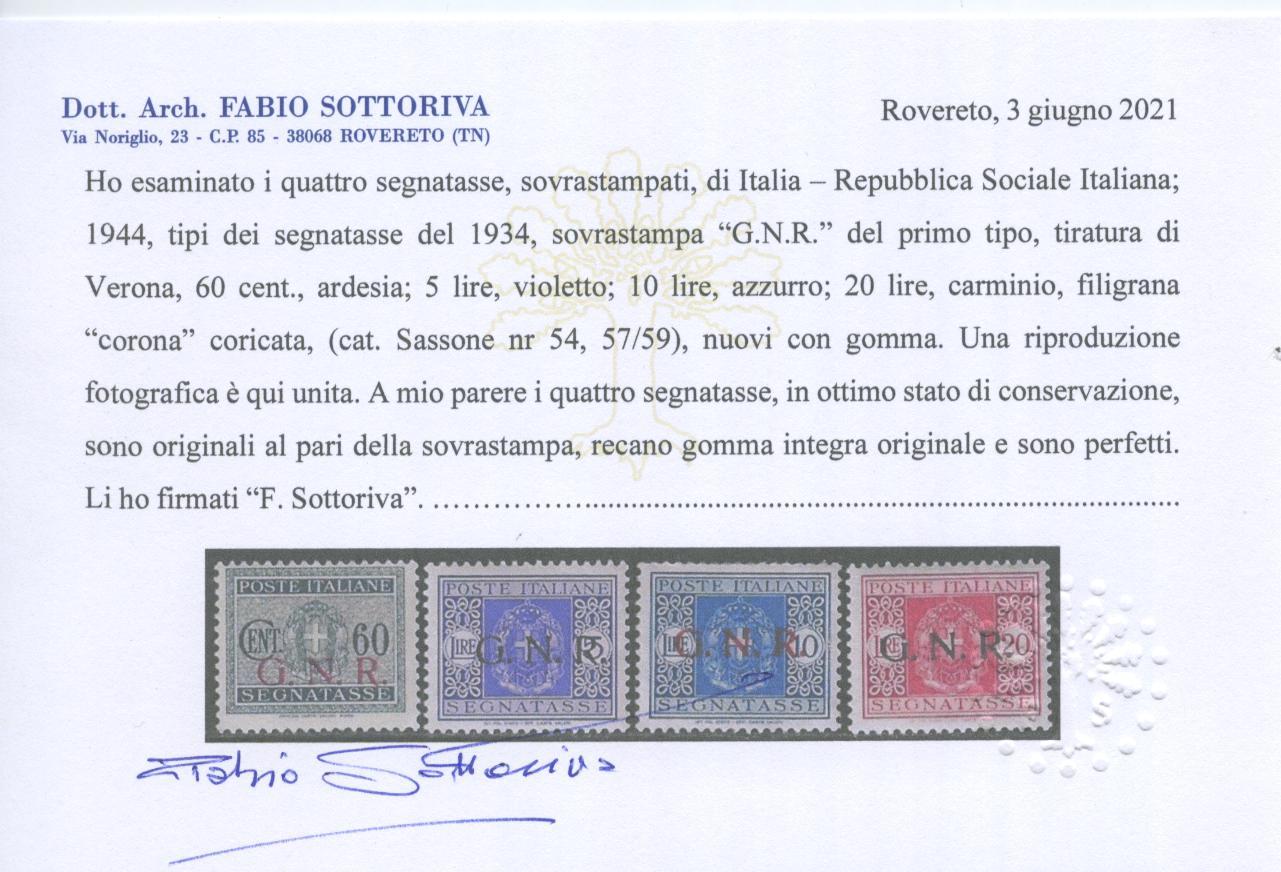 Dott. Arch. FABIO SOTTORIVA
Via Noriglio, 23 - C.P. 85 - 38068 ROVERETO (TN)
Rovereto, 3 giugno 2021
Ho esaminato i quattro segnatasse, sovrastampati, di Italia – Repubblica Sociale Italiana;
1944, tipi dei segnatasse del 1934, sovrastampa “G.N.R.” del primo tipo, tiratura di
Verona, 60 cent., ardesia; 5 lire, violetto; 10 lire, azzurro; 20 lire, carminio, filigrana
“corona” coricata, (cat. Sassone nr 54, 57/59), nuovi con gomma. Una riproduzione
fotografica è qui unita. A mio parere i quattro segnatasse, in ottimo stato di conservazione,
sono originali al pari della sovrastampa, recano gomma integra originale e sono perfetti.
Li ho firmati “F. Sottoriva”.
POSTE ITALIANE
CENT. 60
G. N. R.
SEGNATASSE
POSTE ITALIANE
LIRE 5
G. N. R.
SEGNATASSE
POSTE ITALIANE
LIRE 10
G. N. R.
SEGNATASSE
POSTE ITALIANE
LIRE 20
G. N. R.
SEGNATASSE
Fabio Sottoriva